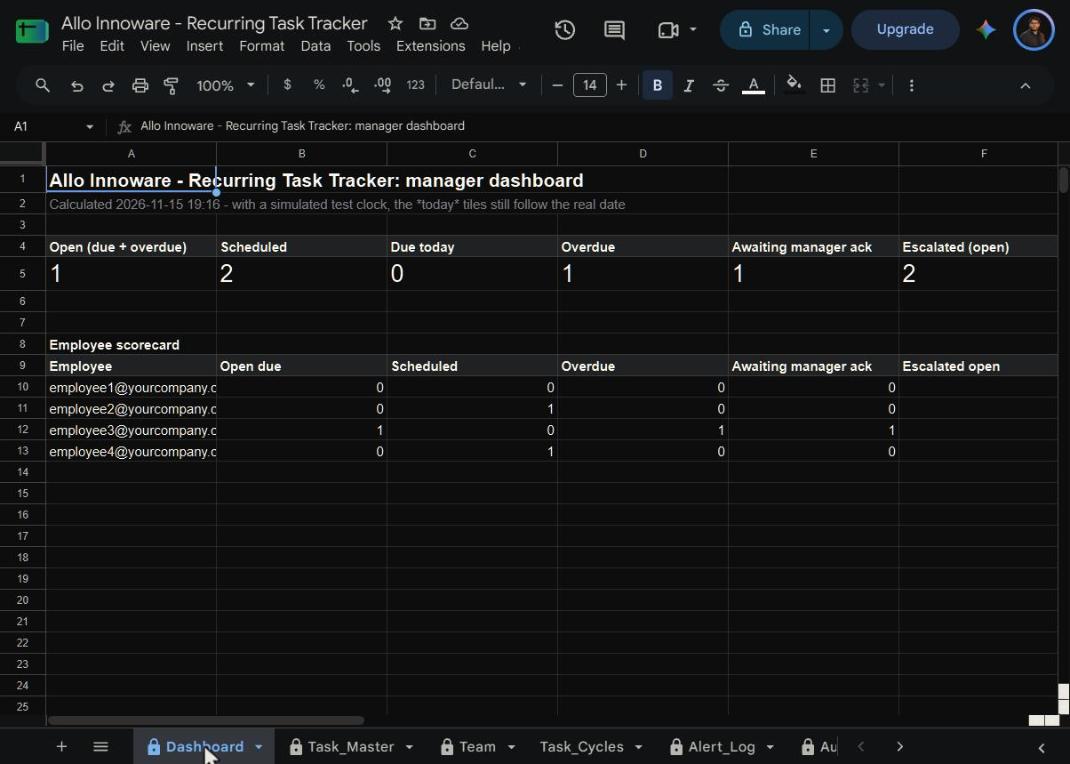 Allo Innoware - Recurring Task Tracker
File Edit View Insert Format Data Tools Extensions Help
Share
Upgrade
100% $ % .0 .00 123 Defaul... 14 B I A
A1 fx Allo Innoware - Recurring Task Tracker: manager dashboard
A B C D E F
1 Allo Innoware - Recurring Task Tracker: manager dashboard
2 Calculated 2026-11-15 19:16 - with a simulated test clock, the *today* tiles still follow the real date
3
4 Open (due + overdue) Scheduled Due today Overdue Awaiting manager ack Escalated (open)
5 1 2 0 1 1 2
6
7
8 Employee scorecard
9 Employee Open due Scheduled Overdue Awaiting manager ack Escalated open
10 employee1@yourcompany.c 0 0 0 0
11 employee2@yourcompany.c 0 1 0 0
12 employee3@yourcompany.c 1 0 1 1
13 employee4@yourcompany.c 0 1 0 0
14
15
16
17
18
19
20
21
22
23
24
25
+ Dashboard Task_Master Team Task_Cycles Alert_Log Au